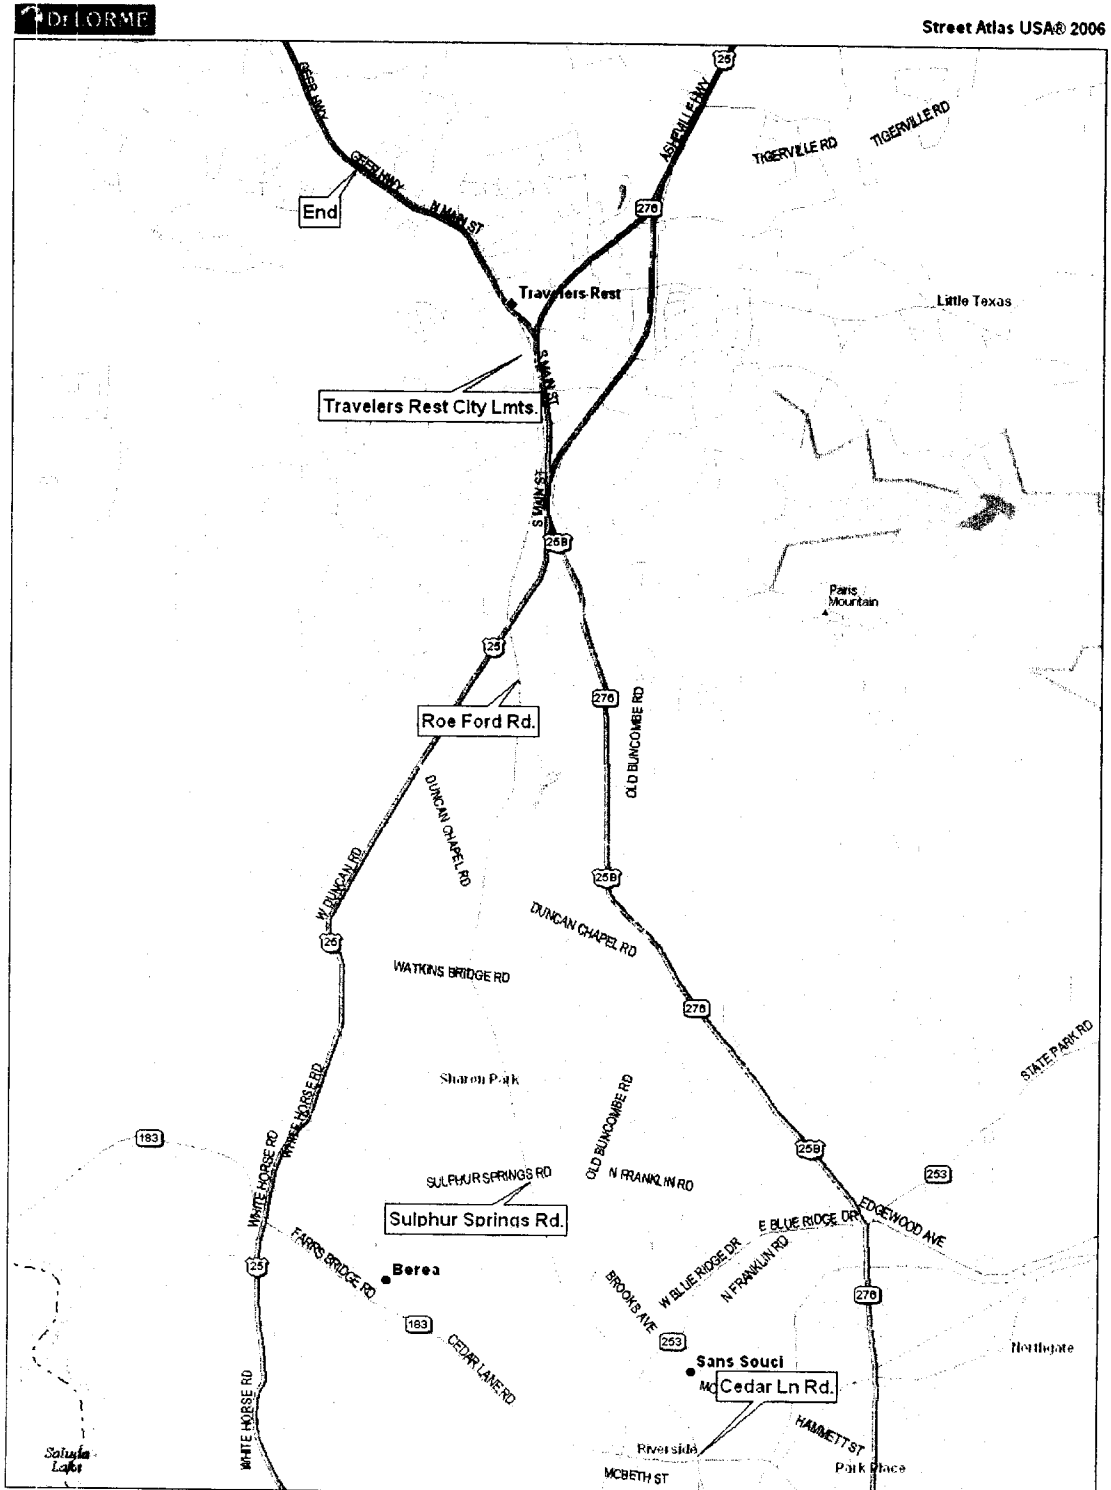 DELORME
Street Atlas USA® 2006
25
GEER HWY
ASHEVILLE HWY
TIGERVILLE RD
TIGERVILLE RD
GEER HWY
End
N MAIN ST
276
Travelers Rest
Little Texas
S MAIN ST
Travelers Rest City Lmts.
S MAIN ST
25B
Paris
Mountain
25
276
OLD BUNCOMBE RD
Roe Ford Rd.
DUNCAN CHAPEL RD
W DUNCAN RD
25B
DUNCAN CHAPEL RD
25
WATKINS BRIDGE RD
276
STATE PARK RD
Sharon Park
WHITE HORSE RD
OLD BUNCOMBE RD
183
WHITE HORSE RD
25B
SULPHUR SPRINGS RD
N FRANKLIN RD
253
Sulphur Springs Rd.
E BLUE RIDGE DR
EDGEWOOD AVE
FARRS BRIDGE RD
W BLUE RIDGE DR
N FRANKLIN RD
25
Berea
BROOKS AVE
276
183
253
CEDAR LANE RD
Northgate
Sans Souci
Cedar Ln Rd.
WHITE HORSE RD
HAMMETT ST
Saluda
Lake
Riverside
Park Place
MCBETH ST